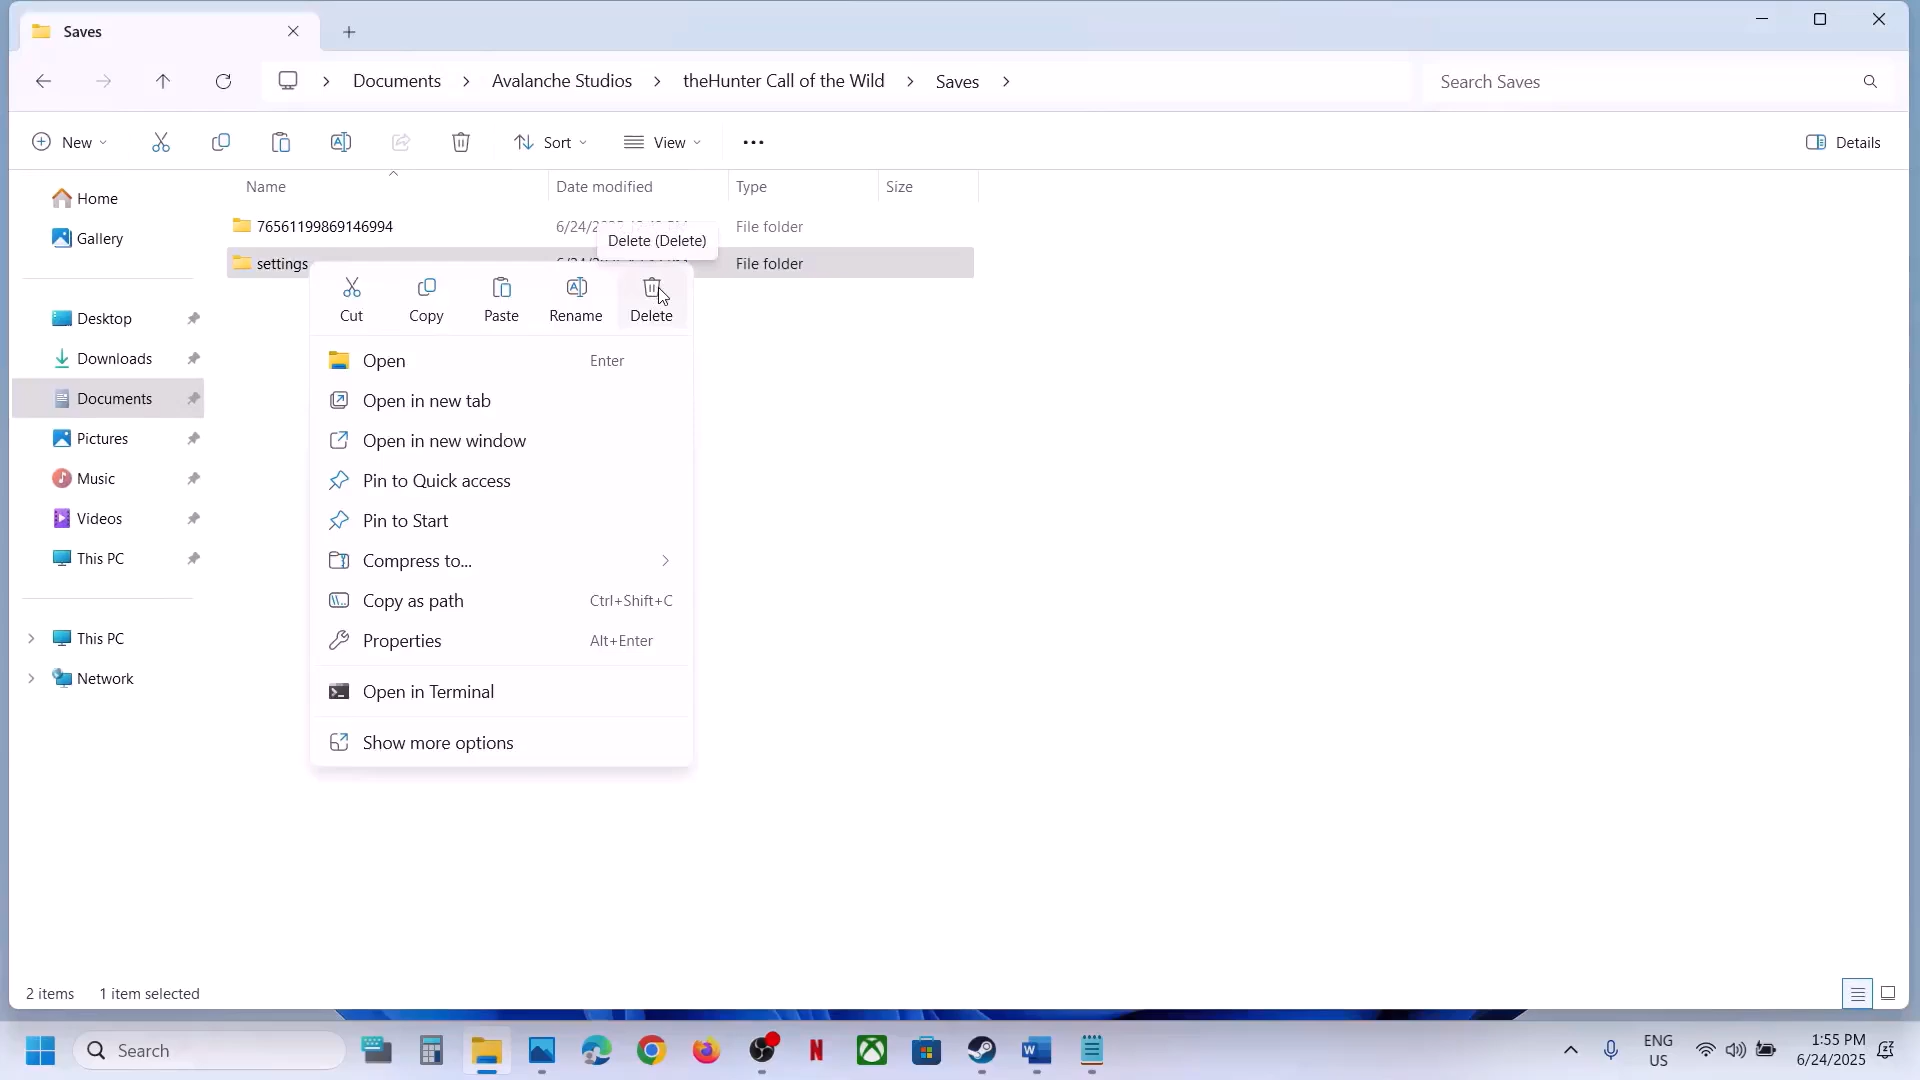 Saves
Documents
Avalanche Studios
theHunter Call of the Wild
Saves
Search Saves
New
Sort
View
Details
Name
Date modified
Type
Size
Home
Gallery
Desktop
Downloads
Documents
Pictures
Music
Videos
This PC
This PC
Network
76561199869146994
File folder
settings
File folder
Delete (Delete)
Cut
Copy
Paste
Rename
Delete
Open
Enter
Open in new tab
Open in new window
Pin to Quick access
Pin to Start
Compress to...
Copy as path
Ctrl+Shift+C
Properties
Alt+Enter
Open in Terminal
Show more options
2 items
1 item selected
Search
ENG
US
1:55 PM
6/24/2025